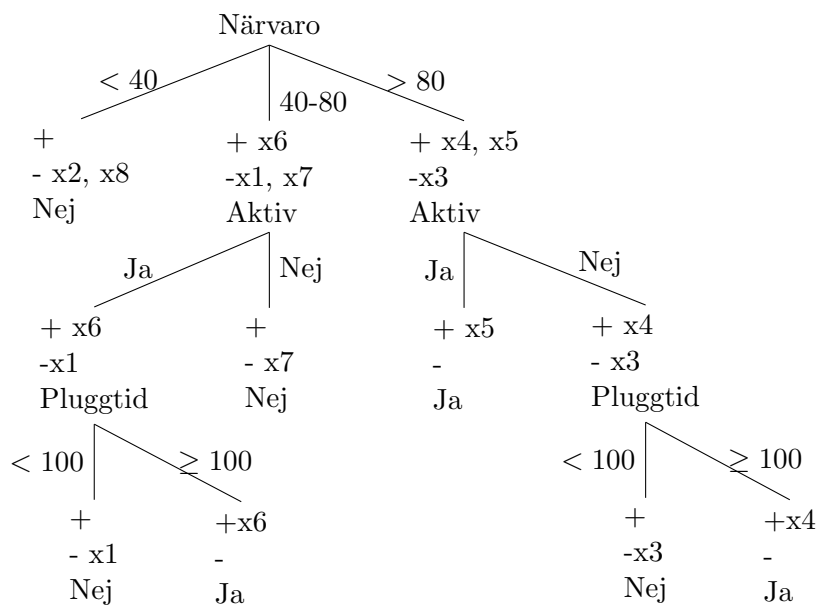 Närvaro
< 40
40-80
> 80
+
- x2, x8
Nej
+ x6
-x1, x7
Aktiv
+ x4, x5
-x3
Aktiv
Ja
Nej
Ja
Nej
+ x6
-x1
Pluggtid
+
- x7
Nej
+ x5
-
Ja
+ x4
- x3
Pluggtid
< 100
≥ 100
< 100
≥ 100
+
- x1
Nej
+x6
-
Ja
+
-x3
Nej
+x4
-
Ja